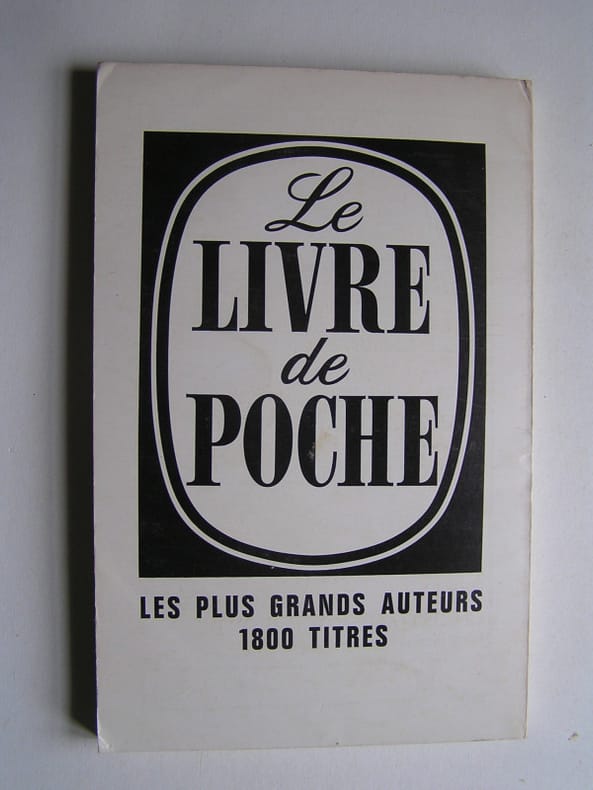 Le
LIVRE
de
POCHE
LES PLUS GRANDS AUTEURS
1800 TITRES